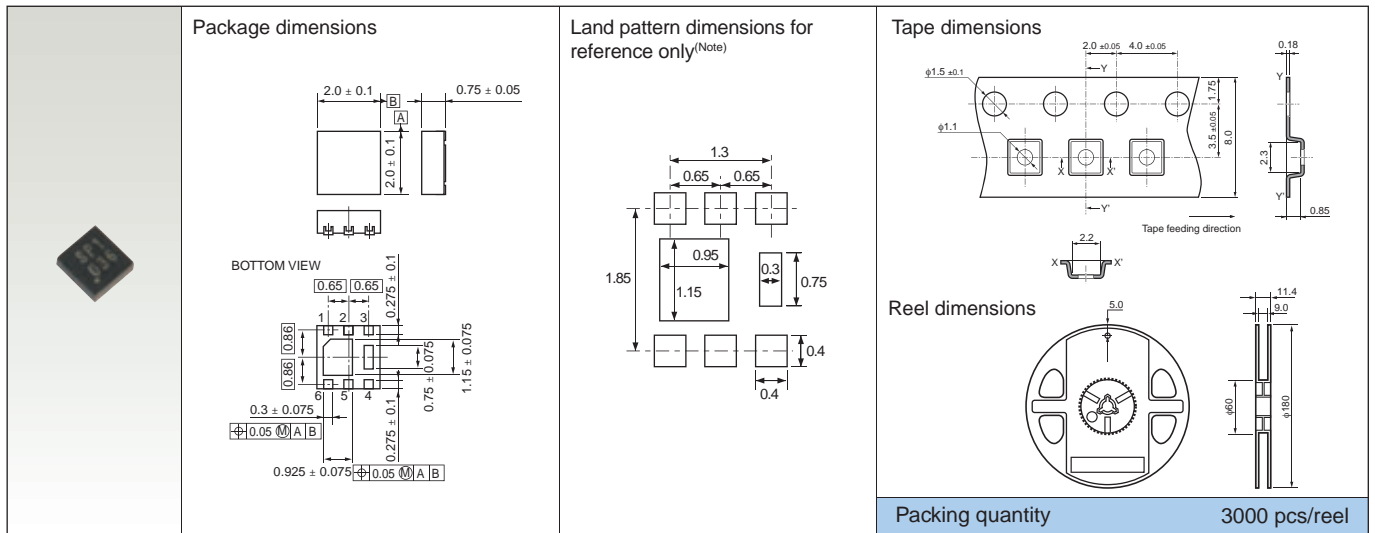 Package dimensions
2.0 ± 0.1
B
0.75 ± 0.05
A
2.0 ± 0.1
BOTTOM VIEW
0.65 0.65
0.275 ± 0.1
1 2 3
0.86
0.86
0.75 ± 0.075
1.15 ± 0.075
6 5 4
0.3 ± 0.075
0.05 Ⓜ A B
0.275 ± 0.1
0.925 ± 0.075
0.05 Ⓜ A B
Land pattern dimensions for
reference only(Note)
1.3
0.65 0.65
0.95
0.3
0.75
1.85
1.15
0.4
0.4
Tape dimensions
2.0 ±0.05 4.0 ±0.05
0.18
Y
Y
φ1.5 ±0.1
1.75
φ1.1
3.5 ±0.05
8.0
2.3
X X'
Y'
Y'
0.85
Tape feeding direction
2.2
X X'
Reel dimensions
11.4
9.0
5.0
φ60
φ180
Packing quantity 3000 pcs/reel